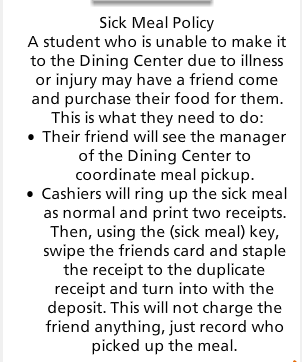 Sick Meal Policy
A student who is unable to make it
to the Dining Center due to illness
or injury may have a friend come
and purchase their food for them.
This is what they need to do:
• Their friend will see the manager
of the Dining Center to
coordinate meal pickup.
• Cashiers will ring up the sick meal
as normal and print two receipts.
Then, using the (sick meal) key,
swipe the friends card and staple
the receipt to the duplicate
receipt and turn into with the
deposit. This will not charge the
friend anything, just record who
picked up the meal.